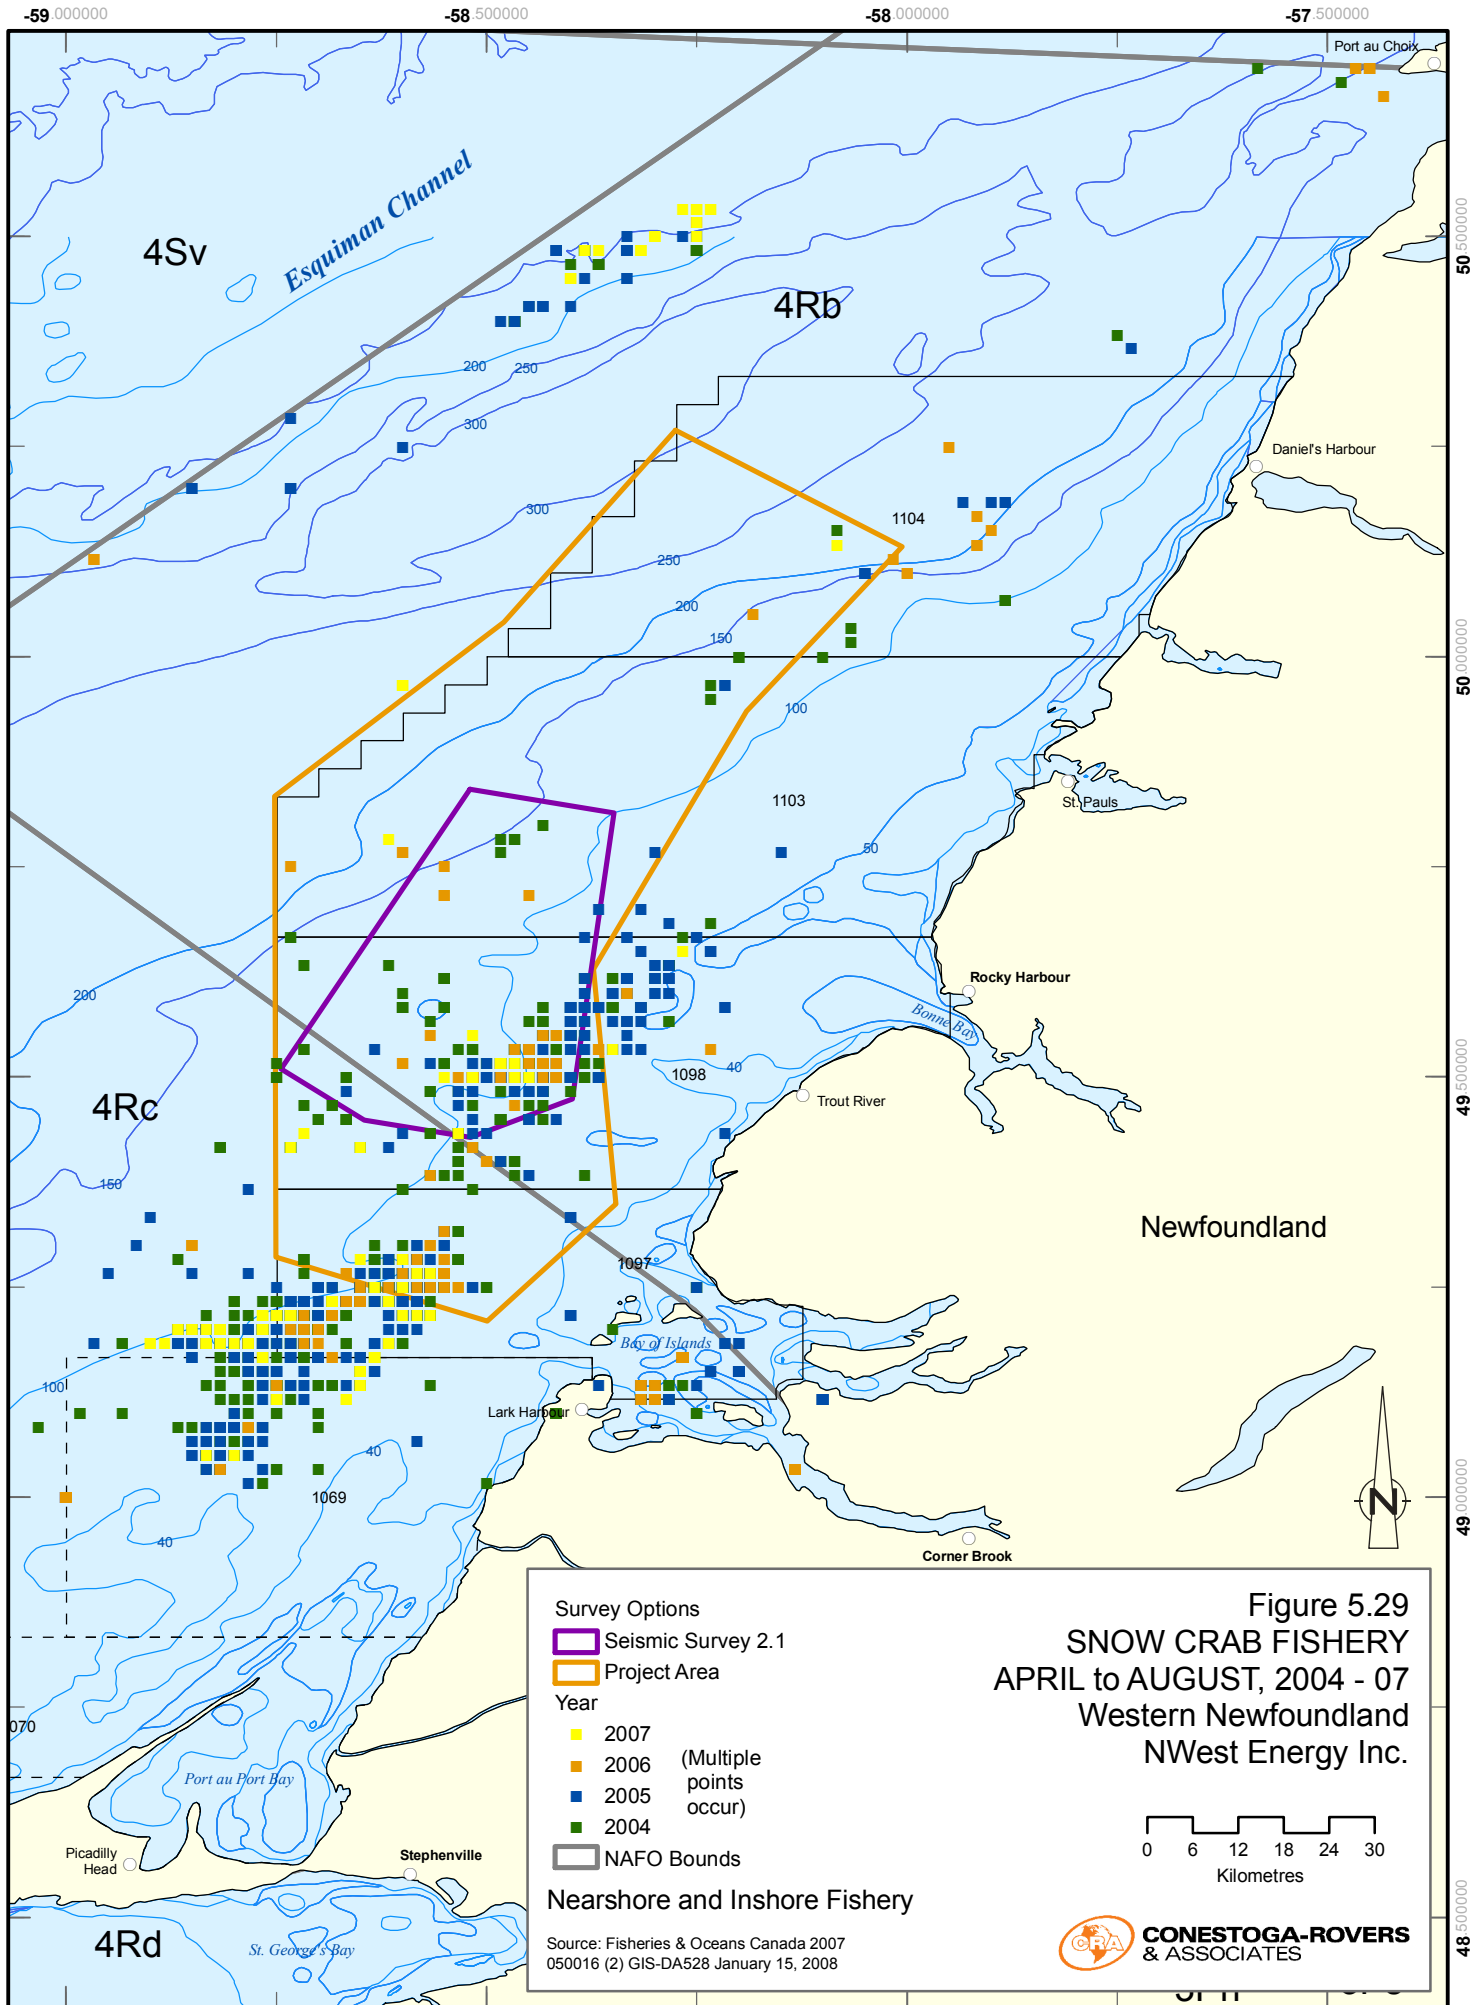 -59.000000
-58.500000
-58.000000
-57.500000
Port au Choix
4Sv
Esquiman Channel
4Rb
50.500000
200
250
300
Daniel's Harbour
300
1104
250
200
150
50.000000
100
1103
St. Pauls
50
200
Rocky Harbour
Bonne Bay
4Rc
1098
40
Trout River
49.500000
150
Newfoundland
1097
Bay of Islands
100
Lark Harbour
40
1069
40
N
49.000000
Corner Brook
070
Port au Port Bay
Picadilly
Head
Stephenville
4Rd
St. George's Bay
48.500000
Survey Options
Seismic Survey 2.1
Project Area
Year
2007
2006
2005
2004
(Multiple
points
occur)
NAFO Bounds
Nearshore and Inshore Fishery
Source: Fisheries & Oceans Canada 2007
050016 (2) GIS-DA528 January 15, 2008
Figure 5.29
SNOW CRAB FISHERY
APRIL to AUGUST, 2004 - 07
Western Newfoundland
NWest Energy Inc.
0 6 12 18 24 30
Kilometres
CRA
CONESTOGA-ROVERS
& ASSOCIATES